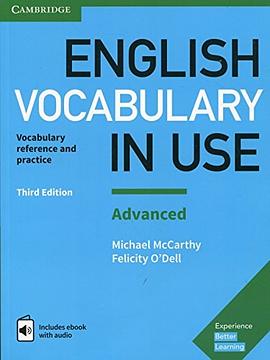 CAMBRIDGE
ENGLISH
VOCABULARY
IN USE
Vocabulary
reference and
practice
Third Edition
Advanced
Michael McCarthy
Felicity O'Dell
Includes ebook
with audio
Experience
Better
Learning